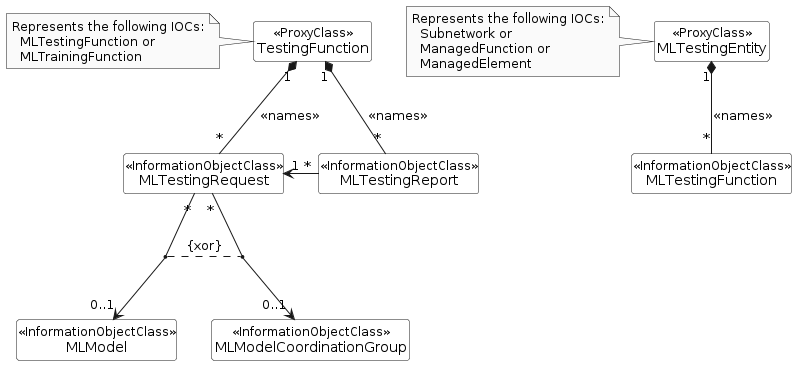 Represents the following IOCs:
MLTestingFunction or
MLTrainingFunction
«ProxyClass»
TestingFunction
Represents the following IOCs:
Subnetwork or
ManagedFunction or
ManagedElement
«ProxyClass»
MLTestingEntity
1
1
1
«names»
«names»
«names»
*
*
*
«InformationObjectClass»
MLTestingRequest
1
*
«InformationObjectClass»
MLTestingReport
«InformationObjectClass»
MLTestingFunction
*
*
{xor}
0..1
0..1
«InformationObjectClass»
MLModel
«InformationObjectClass»
MLModelCoordinationGroup